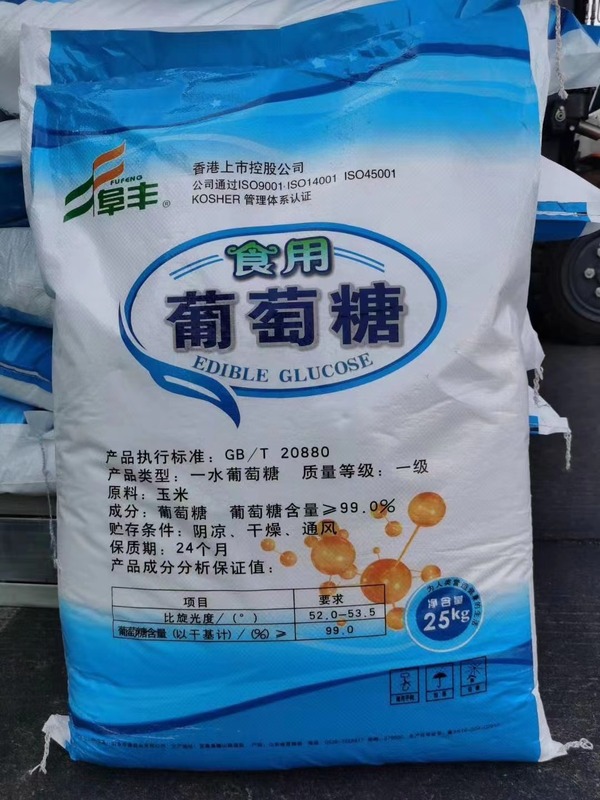 FUFENG
阜丰®
香港上市控股公司
公司通过ISO9001 ISO14001 ISO45001
KOSHER 管理体系认证
食用
葡萄糖
EDIBLE GLUCOSE
产品执行标准：GB/T 20880
产品类型：一水葡萄糖 质量等级：一级
原料：玉米
成分：葡萄糖 葡萄糖含量≥99.0%
贮存条件：阴凉、干燥、通风
保质期：24个月
产品成分分析保证值：
项目 要求
比旋光度/(°) 52.0—53.5
葡萄糖含量(以干基计)/(%)≥ 99.0
净含量
25kg